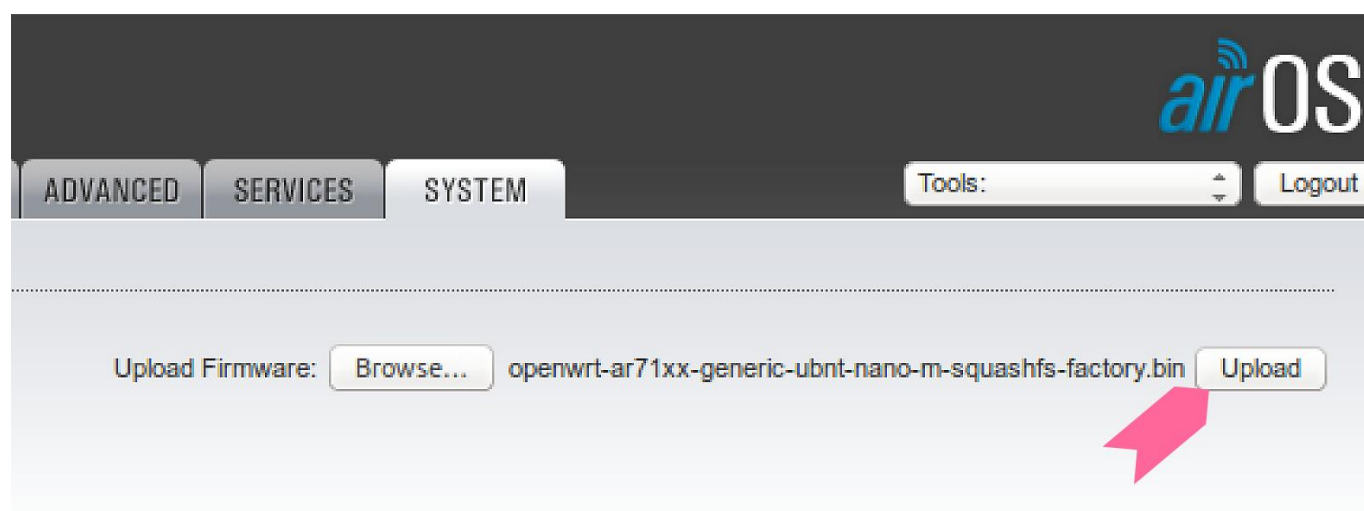 airOS
ADVANCED SERVICES SYSTEM Tools: Logout
Upload Firmware: Browse... openwrt-ar71xx-generic-ubnt-nano-m-squashfs-factory.bin Upload